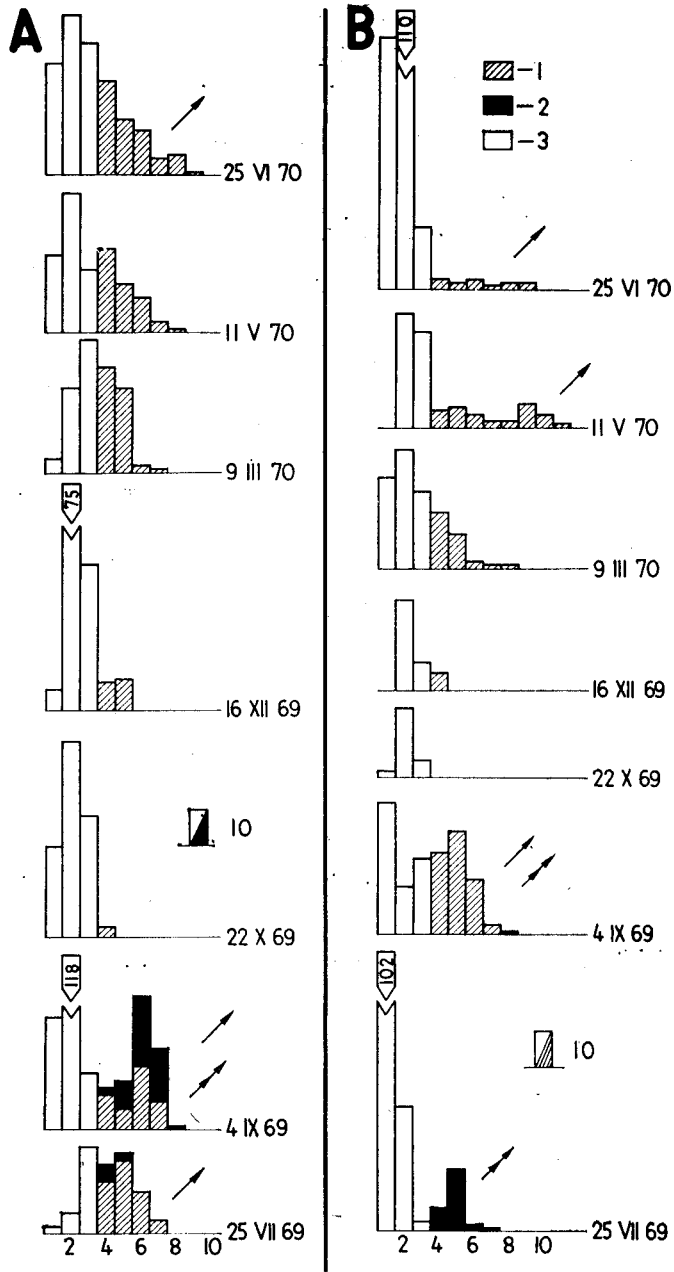 A
25 VI 70
11 V 70
9 III 70
75
16 XII 69
10
22 X 69
118
4 IX 69
25 VII 69
2 4 6 8 10
B
110
-1
-2
-3
25 VI 70
11 V 70
9 III 70
16 XII 69
22 X 69
4 IX 69
102
10
25 VII 69
2 4 6 8 10